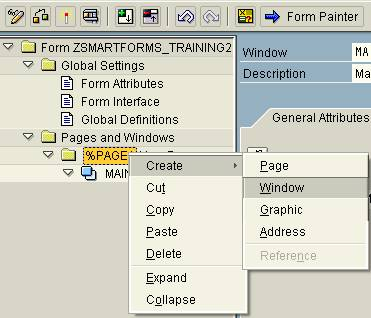 Form Painter
Form ZSMARTFORMS_TRAINING2
Global Settings
Form Attributes
Form Interface
Global Definitions
Pages and Windows
%PAGE
MAIN
Window MA
Description Ma
General Attributes
Create
Cut
Copy
Paste
Delete
Expand
Collapse
Page
Window
Graphic
Address
Reference